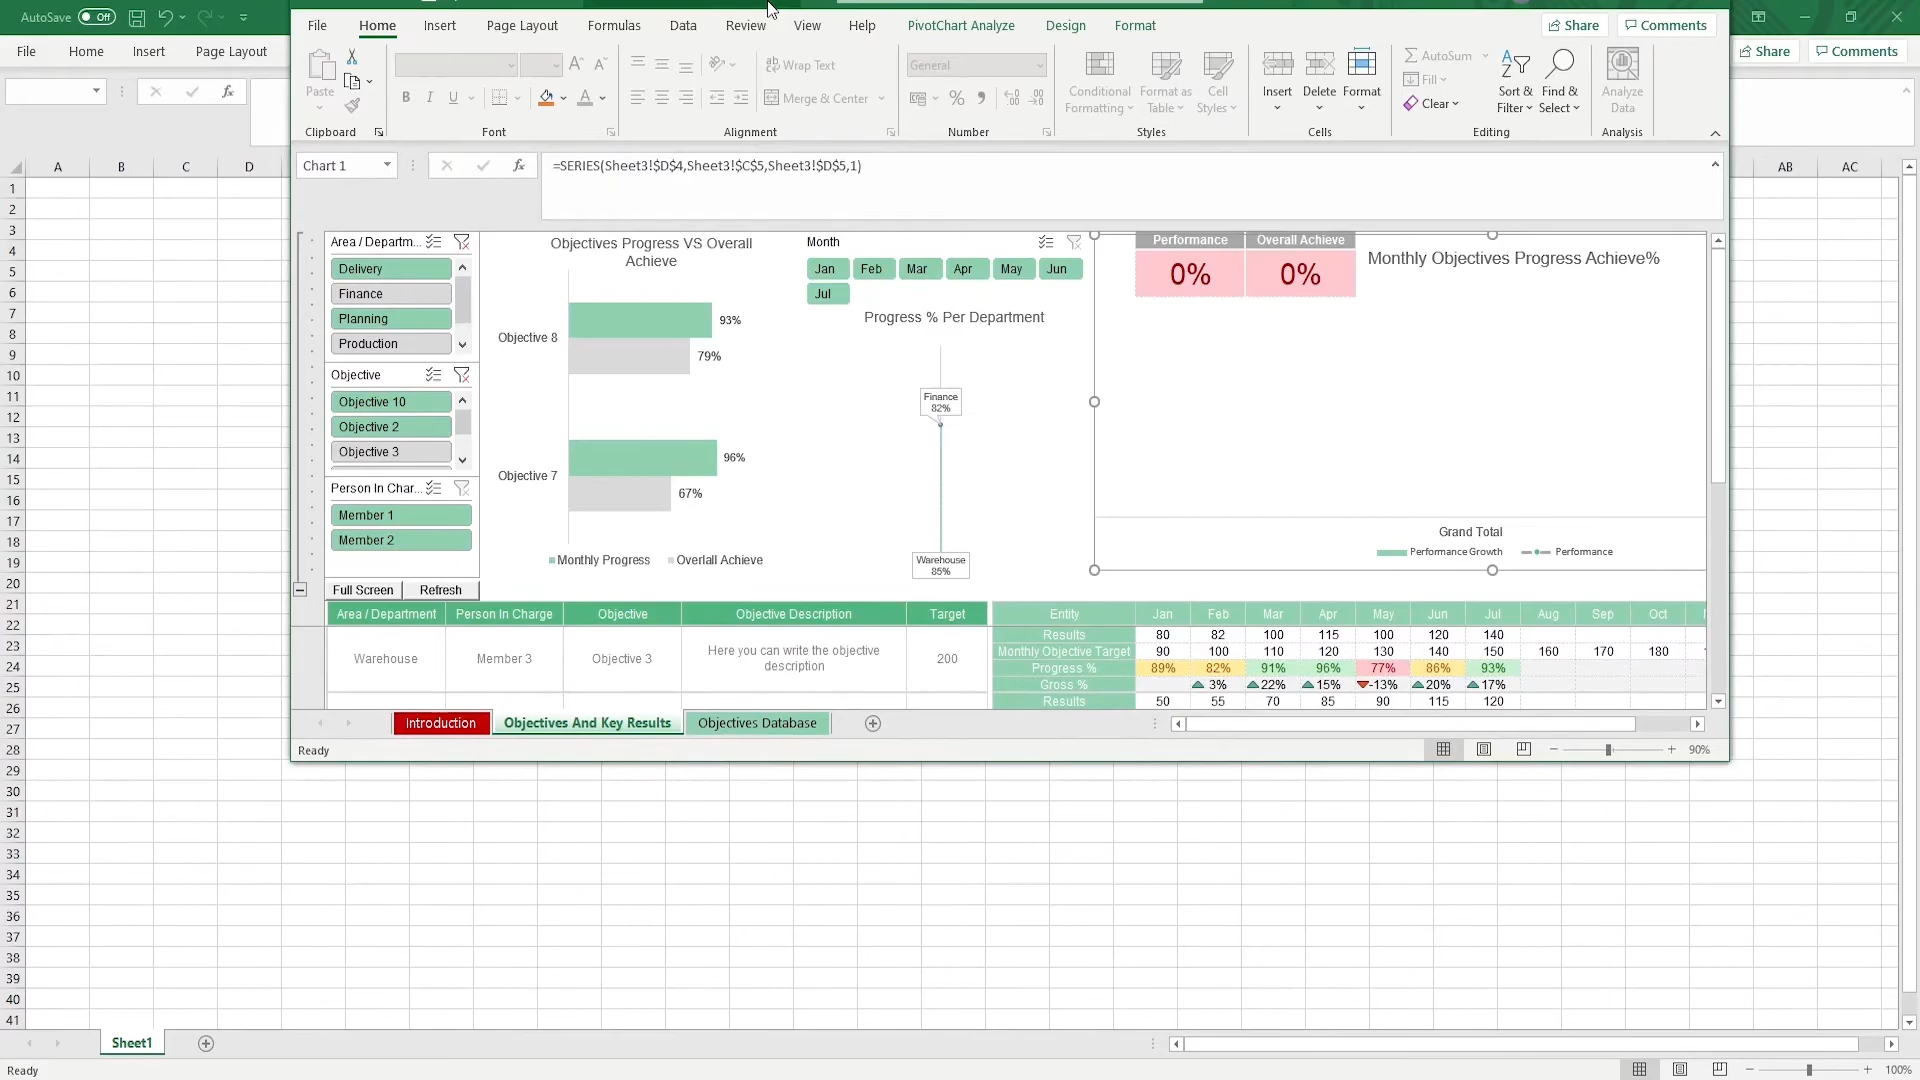 AutoSave Off
File Home Insert Page Layout
Share Comments
File Home Insert Page Layout Formulas Data Review View Help PivotChart Analyze Design Format
Share Comments
Paste
Clipboard
B I U
Font
Wrap Text
Merge & Center
Alignment
General
Number
Conditional Formatting
Format as Table
Cell Styles
Styles
Insert Delete Format
Cells
AutoSum
Fill
Clear
Sort & Filter
Find & Select
Editing
Analyze Data
Analysis
Chart 1
fx
=SERIES(Sheet3!$D$4,Sheet3!$C$5,Sheet3!$D$5,1)
fx
A B C D AB AC
1
2
3
4
5
6
7
8
9
10
11
12
13
14
15
16
17
18
19
20
21
22
23
24
25
26
27
28
29
30
31
32
33
34
35
36
37
38
39
40
41
Area / Departm...
Delivery
Finance
Planning
Production
Objective
Objective 10
Objective 2
Objective 3
Person In Char...
Member 1
Member 2
Full Screen Refresh
Objectives Progress VS Overall
Achieve
Objective 8
93%
79%
Objective 7
96%
67%
Monthly Progress Overlall Achieve
Month
Jan Feb Mar Apr May Jun
Jul
Progress % Per Department
Finance
82%
Warehouse
85%
Performance Overall Achieve
0% 0%
Monthly Objectives Progress Achieve%
Grand Total
Performance Growth Performance
Area / Department Person In Charge Objective Objective Description Target
Warehouse Member 3 Objective 3 Here you can write the objective description 200
Entity Jan Feb Mar Apr May Jun Jul Aug Sep Oct
Results 80 82 100 115 100 120 140
Monthly Objective Target 90 100 110 120 130 140 150 160 170 180
Progress % 89% 82% 91% 96% 77% 86% 93%
Gross % 3% 22% 15% -13% 20% 17%
Results 50 55 70 85 90 115 120
Introduction Objectives And Key Results Objectives Database
Ready
90%
Sheet1
Ready
100%